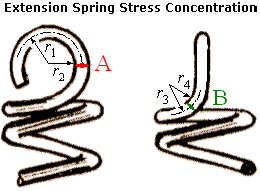 Extension Spring Stress Concentration
r1
r2
A
r4
r3
B